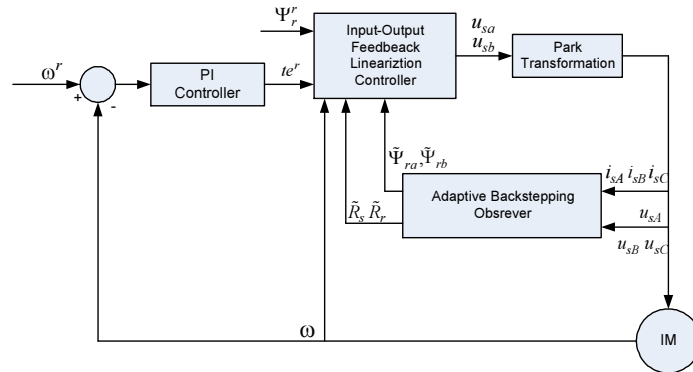 Ψ_r^r
ω^r
+
-
PI
Controller
te^r
Input-Output
Feedbeack
Lineariztion
Controller
u_sa
u_sb
Park
Transformation
Ψ̃_ra, Ψ̃_rb
R̃_s R̃_r
Adaptive Backstepping
Obsrever
i_sA i_sB i_sC
u_sA
u_sB u_sC
ω
IM